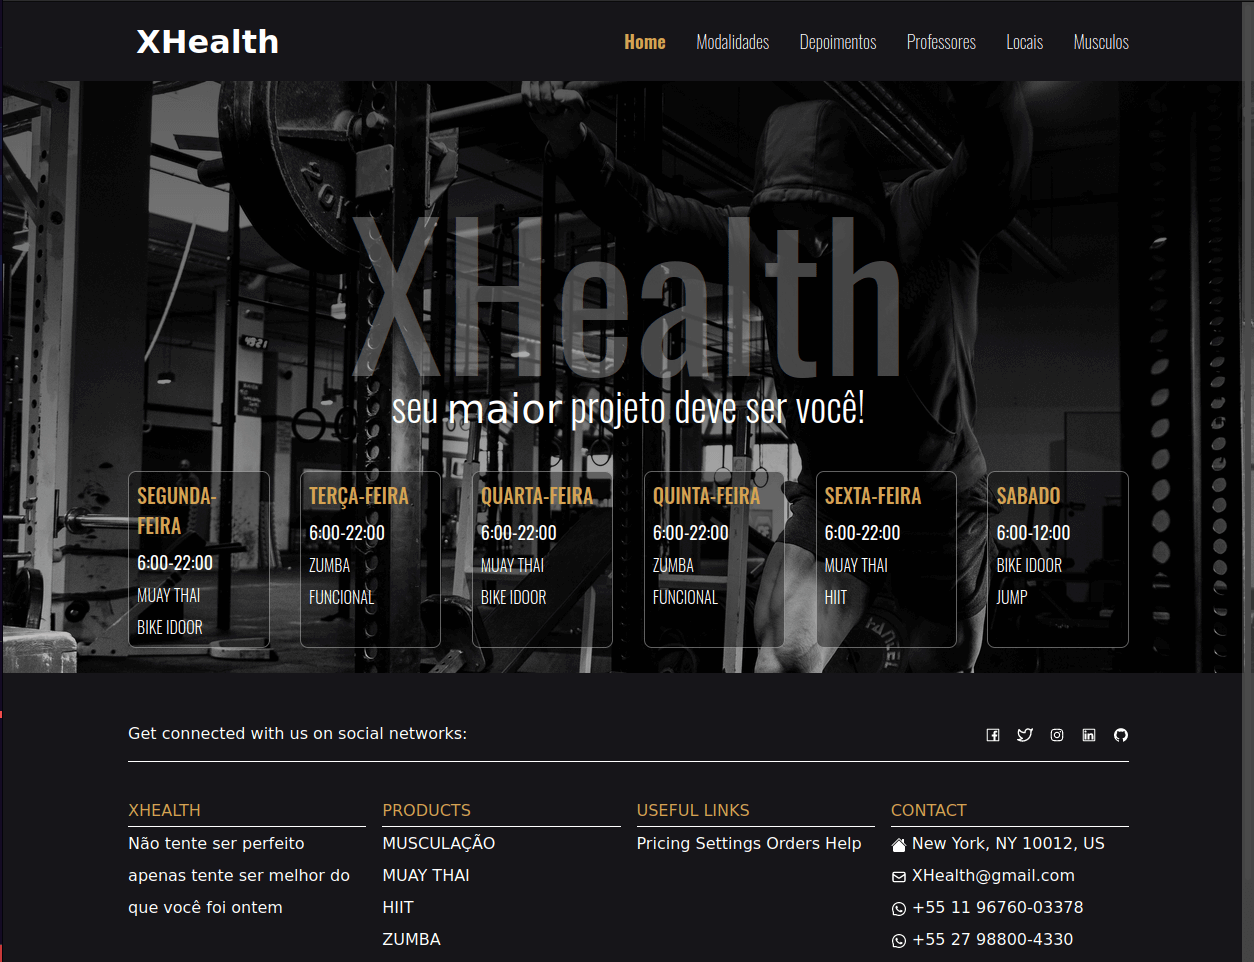 XHealth
Home Modalidades Depoimentos Professores Locais Musculos
XHealth
seu maior projeto deve ser você!
SEGUNDA-
FEIRA
6:00-22:00
MUAY THAI
BIKE IDOOR
TERÇA-FEIRA
6:00-22:00
ZUMBA
FUNCIONAL
QUARTA-FEIRA
6:00-22:00
MUAY THAI
BIKE IDOOR
QUINTA-FEIRA
6:00-22:00
ZUMBA
FUNCIONAL
SEXTA-FEIRA
6:00-22:00
MUAY THAI
HIIT
SABADO
6:00-12:00
BIKE IDOOR
JUMP
Get connected with us on social networks:
XHEALTH
Não tente ser perfeito
apenas tente ser melhor do
que você foi ontem
PRODUCTS
MUSCULAÇÃO
MUAY THAI
HIIT
ZUMBA
USEFUL LINKS
Pricing Settings Orders Help
CONTACT
New York, NY 10012, US
XHealth@gmail.com
+55 11 96760-03378
+55 27 98800-4330